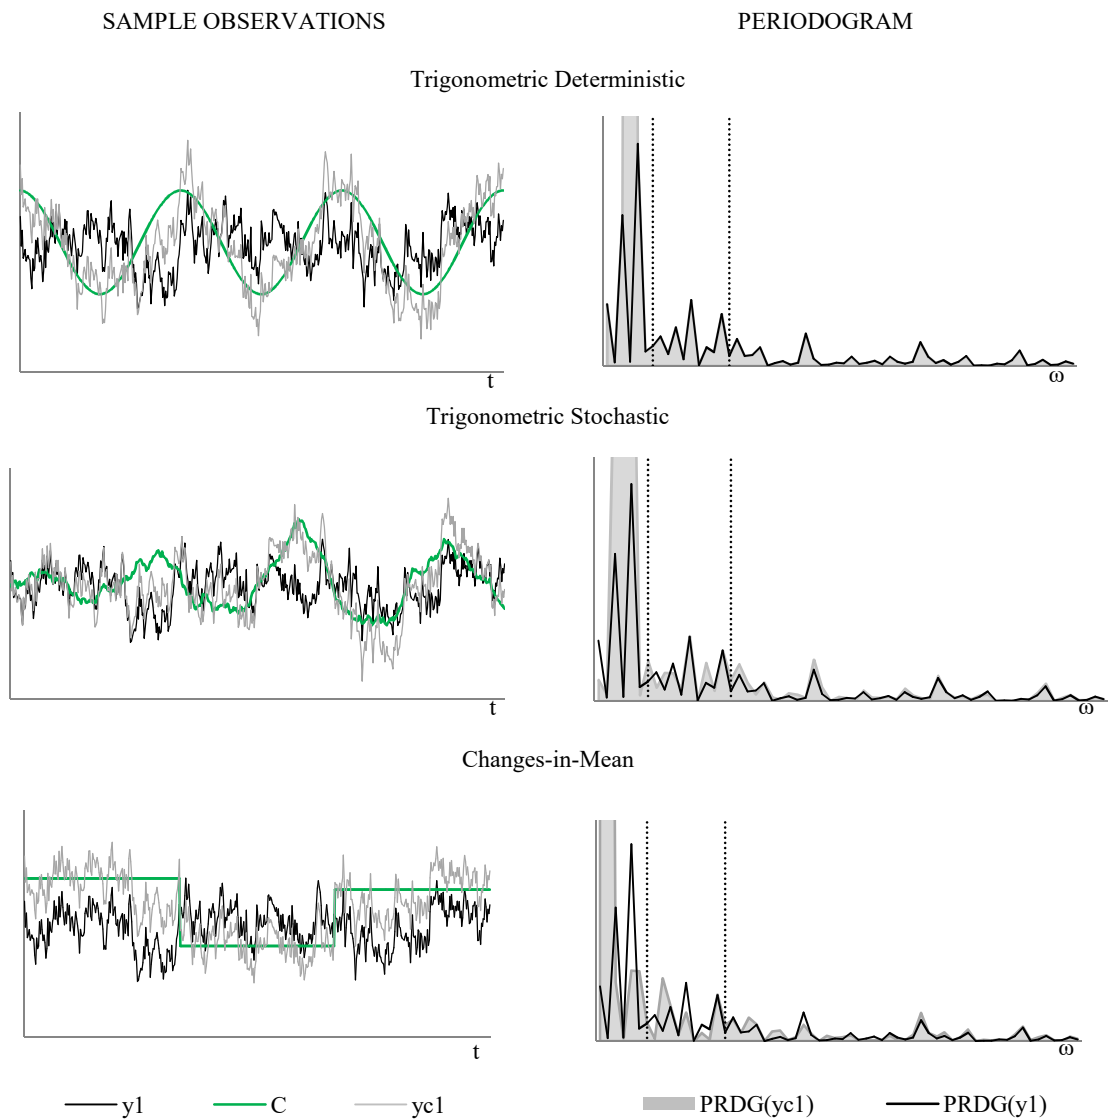 SAMPLE OBSERVATIONS PERIODOGRAM
Trigonometric Deterministic
t ω
Trigonometric Stochastic
t ω
Changes-in-Mean
t ω
y1 C yc1 PRDG(yc1) PRDG(y1)